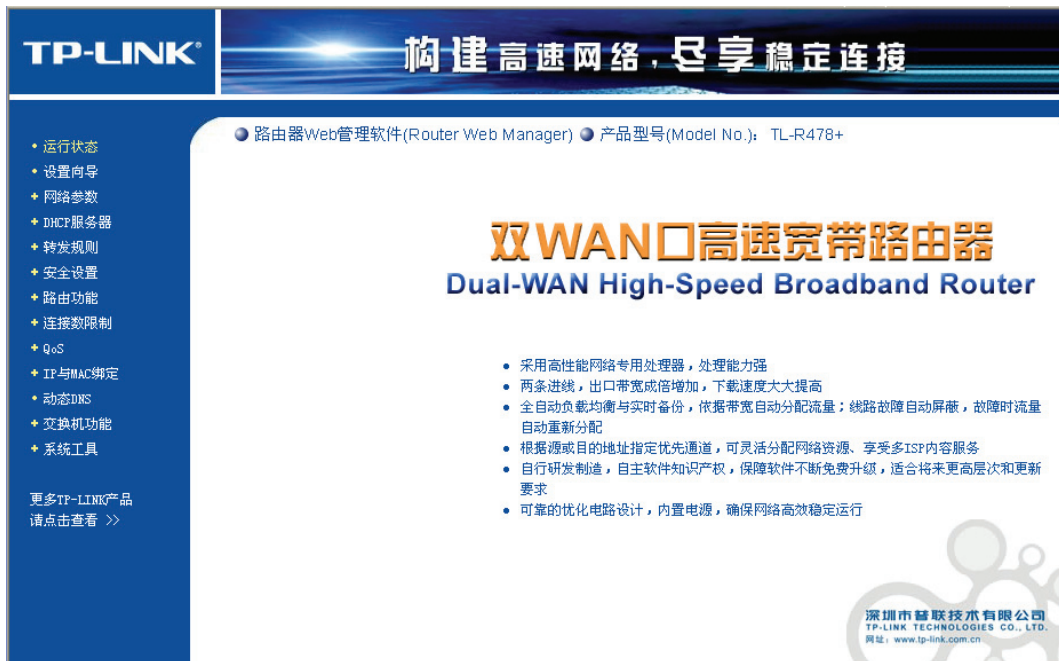 TP-LINK®
构建高速网络，尽享稳定连接
路由器Web管理软件(Router Web Manager) 产品型号(Model No.)： TL-R478+
运行状态
设置向导
网络参数
DHCP服务器
转发规则
安全设置
路由功能
连接数限制
QoS
IP与MAC绑定
动态DNS
交换机功能
系统工具
更多TP-LINK产品
请点击查看 >>
双WAN口高速宽带路由器
Dual-WAN High-Speed Broadband Router
采用高性能网络专用处理器，处理能力强
两条进线，出口带宽成倍增加，下载速度大大提高
全自动负载均衡与实时备份，依据带宽自动分配流量；线路故障自动屏蔽，故障时流量
自动重新分配
根据源或目的地址指定优先通道，可灵活分配网络资源、享受多ISP内容服务
自行研发制造，自主软件知识产权，保障软件不断免费升级，适合将来更高层次和更新
要求
可靠的优化电路设计，内置电源，确保网络高效稳定运行
深圳市普联技术有限公司
TP-LINK TECHNOLOGIES CO., LTD.
网址：www.tp-link.com.cn